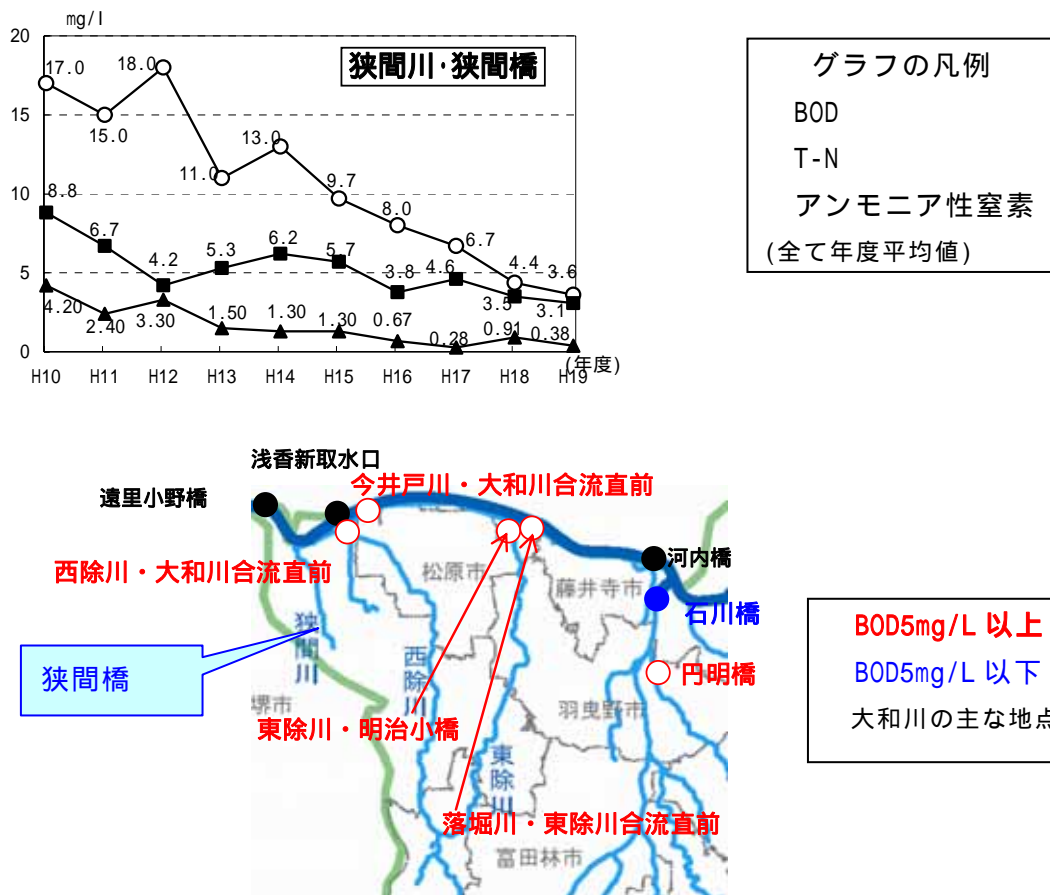 mg/l
20
15
10
5
0
狭間川・狭間橋
17.0
15.0
18.0
11.0
13.0
9.7
8.0
6.7
4.4
3.6
8.8
6.7
4.2
5.3
6.2
5.7
3.8
4.6
3.5
3.1
4.20
2.40
3.30
1.50
1.30
1.30
0.67
0.28
0.91
0.38
H10 H11 H12 H13 H14 H15 H16 H17 H18 H19
(年度)
グラフの凡例
BOD
T-N
アンモニア性窒素
(全て年度平均値)
浅香新取水口
遠里小野橋
今井戸川・大和川合流直前
河内橋
西除川・大和川合流直前
松原市
藤井寺市
石川橋
狭間川
狭間橋
西除川
円明橋
堺市
羽曳野市
東除川・明治小橋
東除川
落堀川・東除川合流直前
富田林市
BOD5mg/L 以上
BOD5mg/L 以下
大和川の主な地点